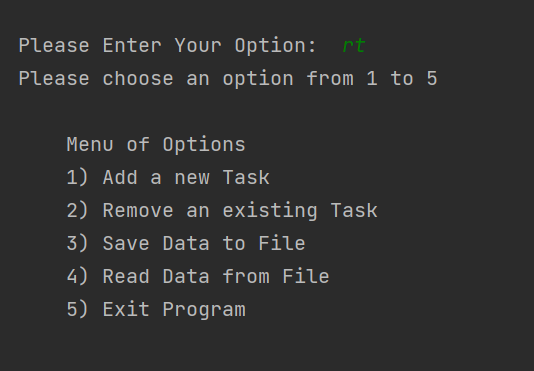 Please Enter Your Option:  rt
Please choose an option from 1 to 5
Menu of Options
1) Add a new Task
2) Remove an existing Task
3) Save Data to File
4) Read Data from File
5) Exit Program